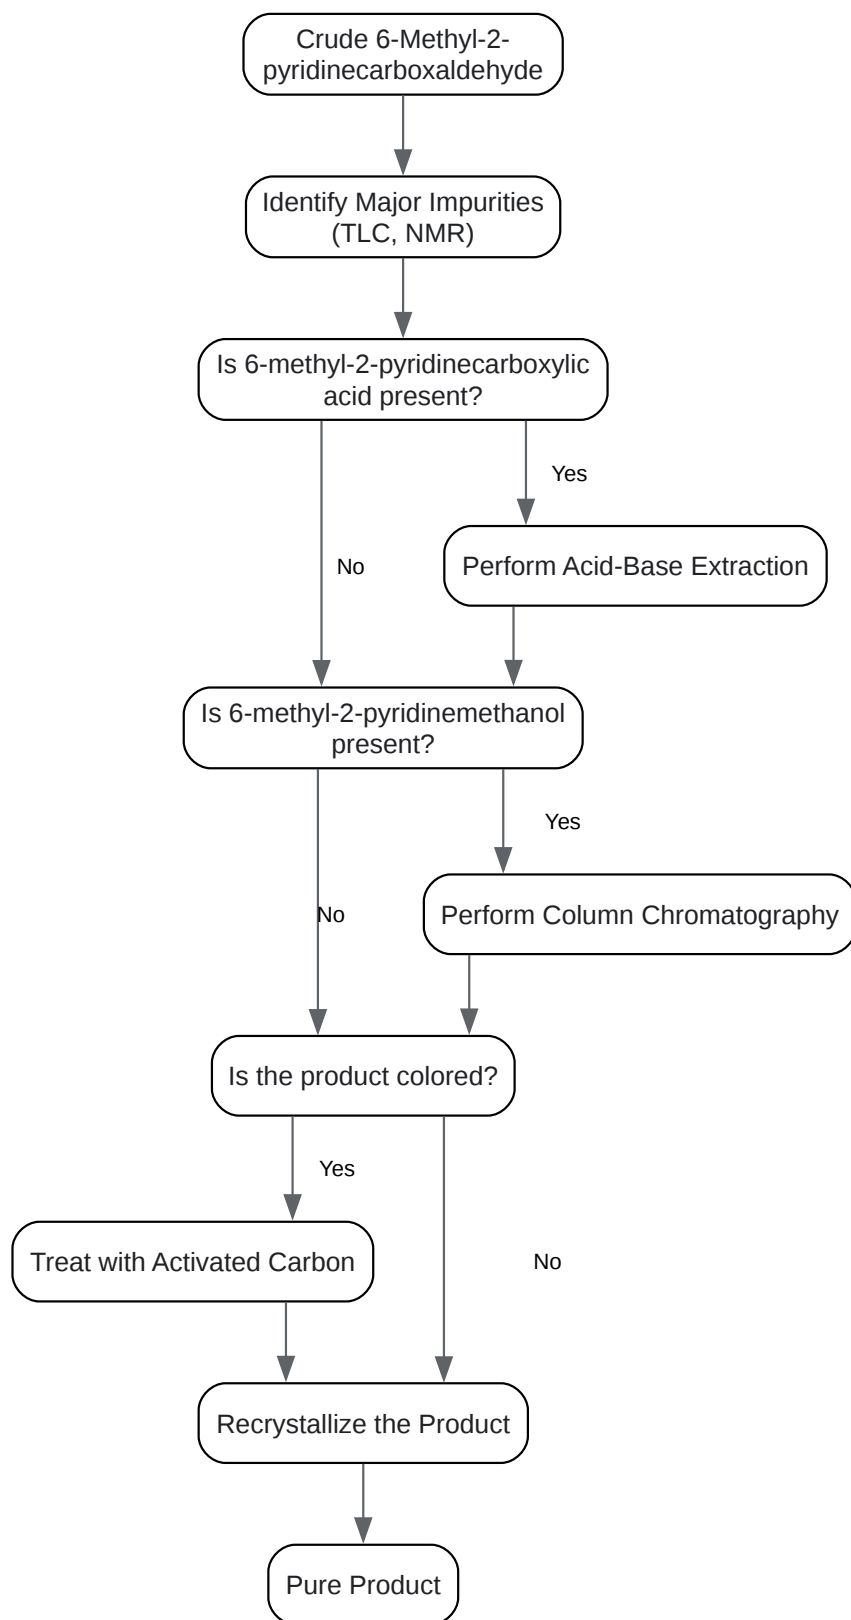 Crude 6-Methyl-2-
pyridinecarboxaldehyde
Identify Major Impurities
(TLC, NMR)
Is 6-methyl-2-pyridinecarboxylic
acid present?
Yes
No
Perform Acid-Base Extraction
Is 6-methyl-2-pyridinemethanol
present?
Yes
No
Perform Column Chromatography
Is the product colored?
Yes
Treat with Activated Carbon
No
Recrystallize the Product
Pure Product